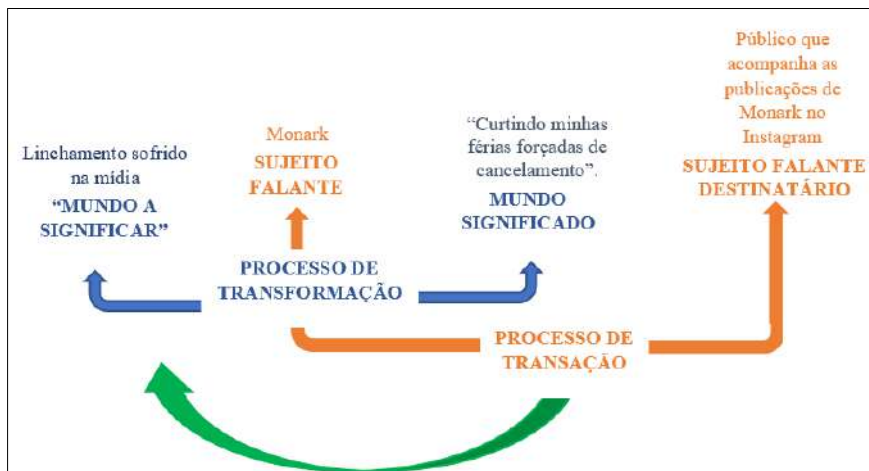 Linchamento sofrido
na mídia
“MUNDO A
SIGNIFICAR”
Monark
SUJEITO
FALANTE
“Curtindo minhas
férias forçadas de
cancelamento”.
MUNDO
SIGNIFICADO
Público que
acompanha as
publicações de
Monark no
Instagram
SUJEITO FALANTE
DESTINATÁRIO
PROCESSO DE
TRANSFORMAÇÃO
PROCESSO DE
TRANSAÇÃO